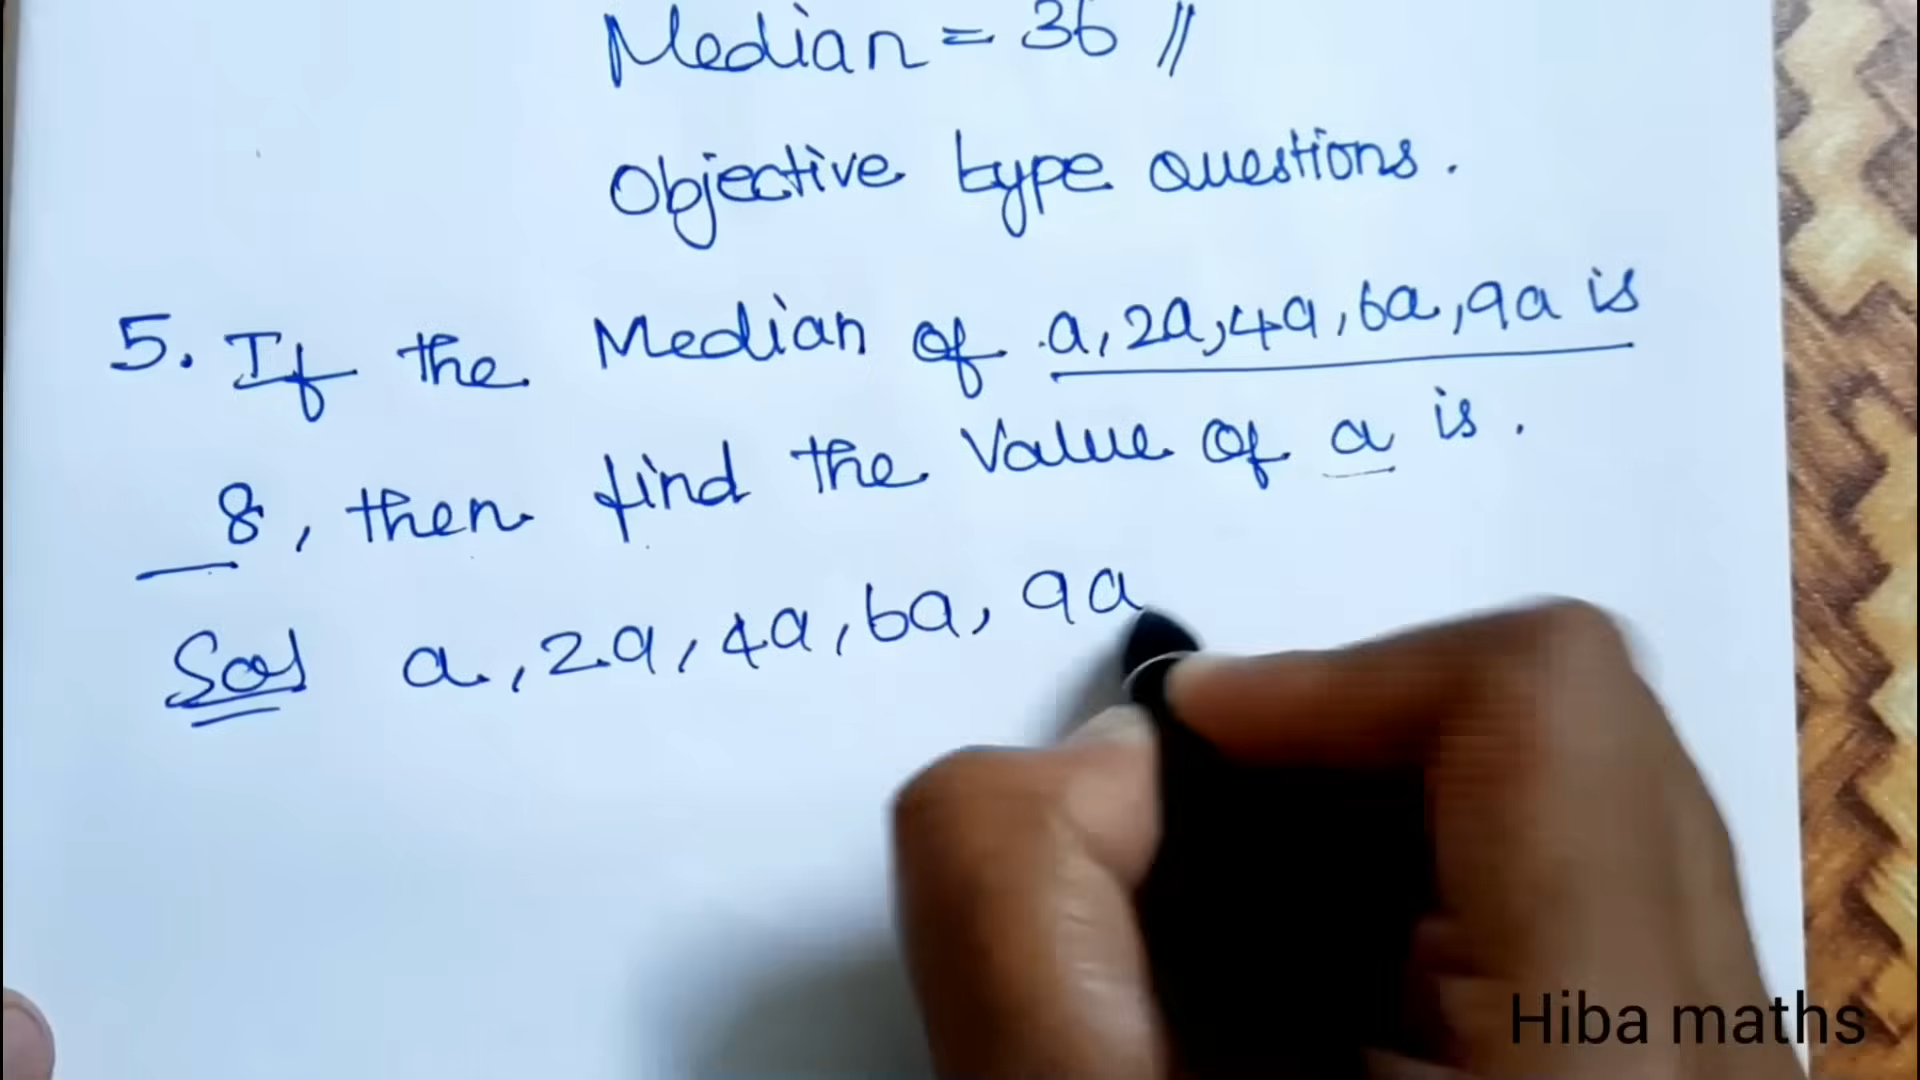 Median = 36 //
Objective type questions.
5. If the Median of a, 2a, 4a, 6a, 9a is
8, then find the Value of a is.
Sol a, 2a, 4a, 6a, 9a
Hiba maths